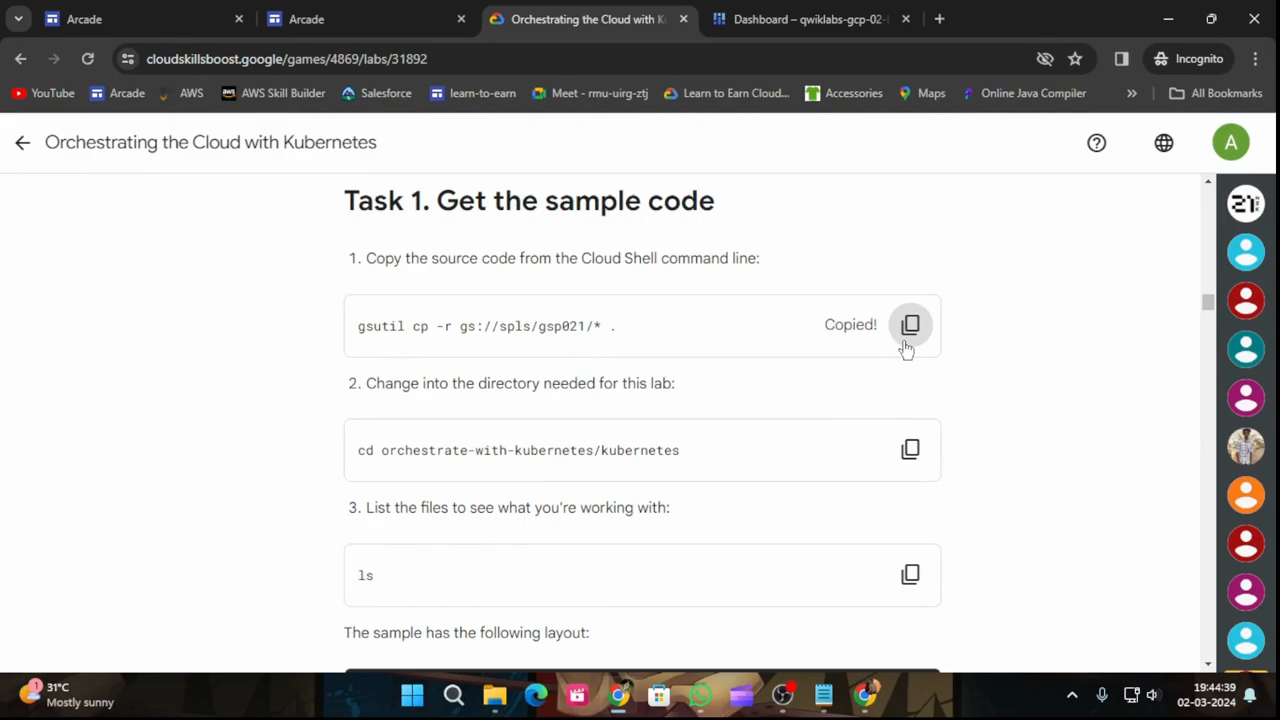 Arcade
Arcade
Orchestrating the Cloud with K
Dashboard – qwiklabs-gcp-02-
cloudskillsboost.google/games/4869/labs/31892
Incognito
YouTube
Arcade
AWS
AWS Skill Builder
Salesforce
learn-to-earn
Meet - rmu-uirg-ztj
Learn to Earn Cloud...
Accessories
Maps
Online Java Compiler
All Bookmarks
Orchestrating the Cloud with Kubernetes
A
21
Task 1. Get the sample code
1. Copy the source code from the Cloud Shell command line:
gsutil cp -r gs://spls/gsp021/* .
Copied!
2. Change into the directory needed for this lab:
cd orchestrate-with-kubernetes/kubernetes
3. List the files to see what you're working with:
ls
The sample has the following layout:
1
31°C
Mostly sunny
19:44:39
02-03-2024